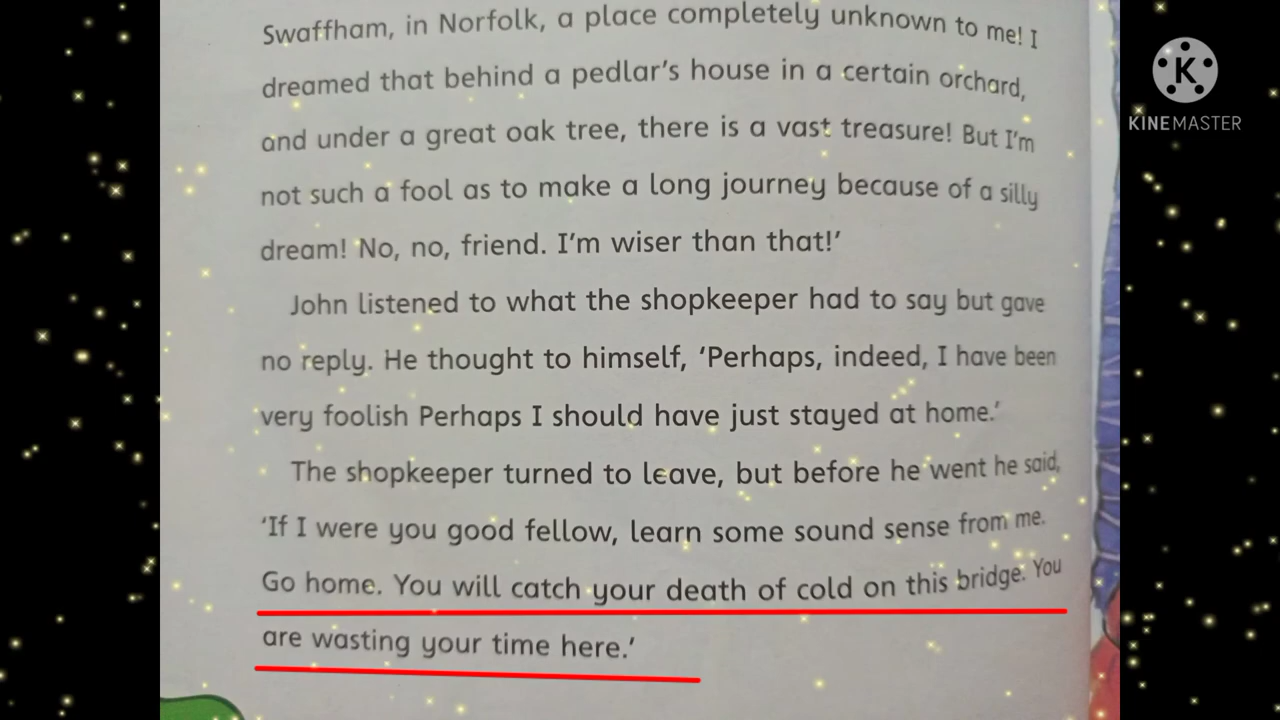 Swaffham, in Norfolk, a place completely unknown to me! I
dreamed that behind a pedlar's house in a certain orchard,
and under a great oak tree, there is a vast treasure! But I'm
not such a fool as to make a long journey because of a silly
dream! No, no, friend. I'm wiser than that!'
John listened to what the shopkeeper had to say but gave
no reply. He thought to himself, 'Perhaps, indeed, I have been
very foolish Perhaps I should have just stayed at home.'
The shopkeeper turned to leave, but before he went he said,
'If I were you good fellow, learn some sound sense from me.
Go home. You will catch your death of cold on this bridge. You
are wasting your time here.'
K
KINEMASTER